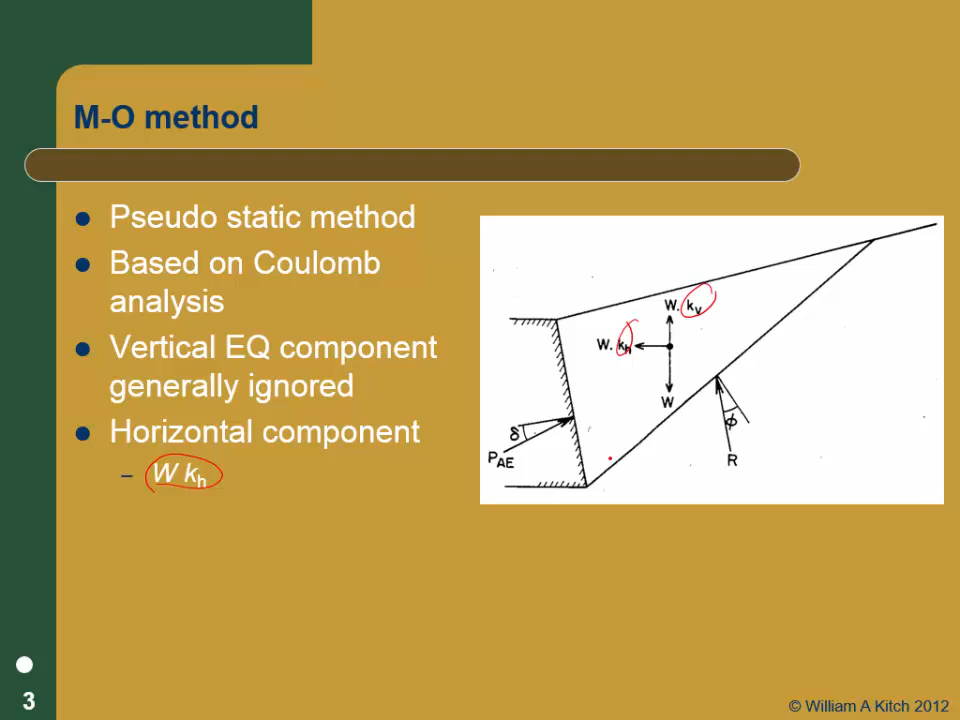 M-O method
Pseudo static method
Based on Coulomb
analysis
Vertical EQ component
generally ignored
Horizontal component
– W kh
W. kv
W. kh
W
δ
PAE
ϕ
R
3
© William A Kitch 2012